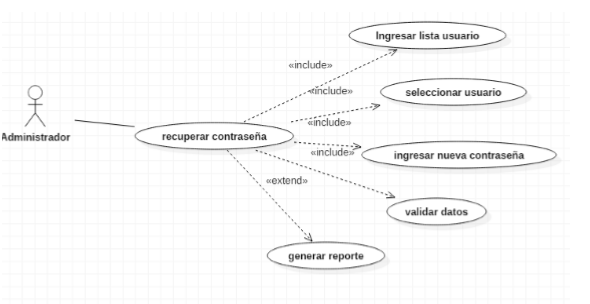 Ingresar lista usuario
«include»
«include»
seleccionar usuario
«include»
Administrador
recuperar contraseña
«include»
ingresar nueva contraseña
«extend»
validar datos
generar reporte